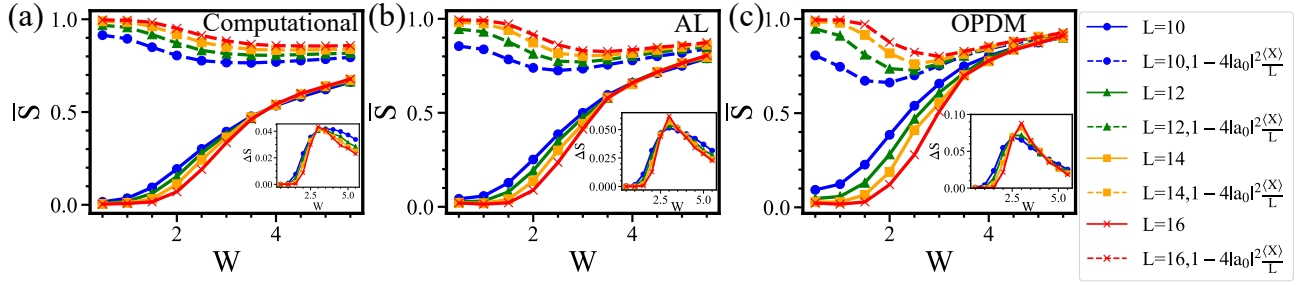 (a)
Computational
1.0
0.5
0.0
S̅
2
4
W
0.04
0.02
0.00
ΔS
2.5
5.0
W
(b)
AL
1.0
0.5
0.0
S̅
2
4
W
0.050
0.025
0.000
ΔS
2.5
5.0
W
(c)
OPDM
1.0
0.5
0.0
S̅
2
4
W
0.10
0.05
0.00
ΔS
2.5
5.0
W
L=10
L=10,1 − 4|a₀|²⟨X⟩/L
L=12
L=12,1 − 4|a₀|²⟨X⟩/L
L=14
L=14,1 − 4|a₀|²⟨X⟩/L
L=16
L=16,1 − 4|a₀|²⟨X⟩/L